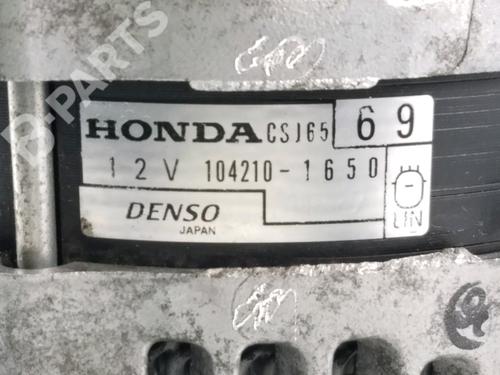 B-PARTS
HONDA CSJ65 69
12V 104210-1650
DENSO
JAPAN
LIN